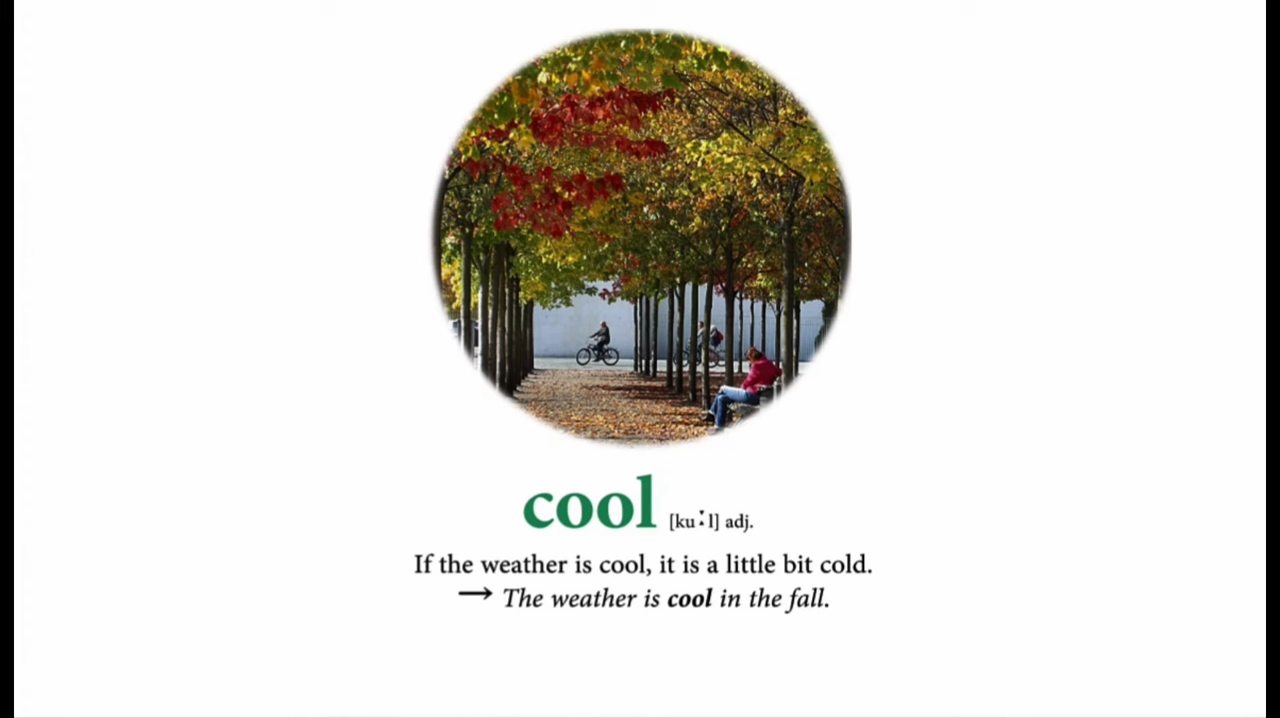 cool [kuːl] adj.
If the weather is cool, it is a little bit cold.
→ The weather is cool in the fall.